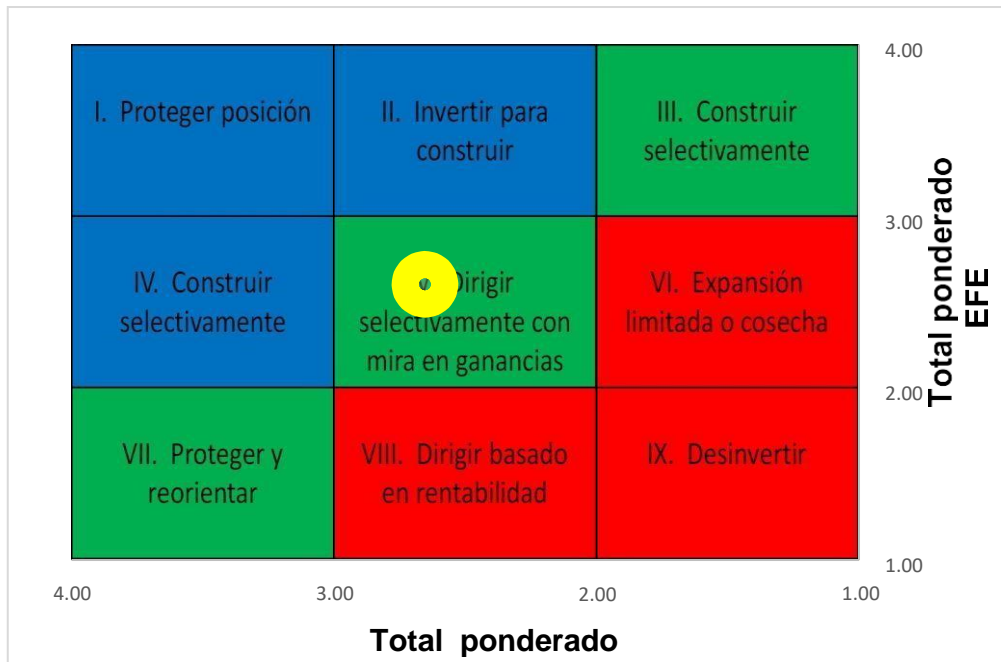 4.00
I. Proteger posición
II. Invertir para
construir
III. Construir
selectivamente
3.00
IV. Construir
selectivamente
Dirigir
selectivamente con
mira en ganancias
VI. Expansión
limitada o cosecha
Total ponderado
EFE
2.00
VII. Proteger y
reorientar
VIII. Dirigir basado
en rentabilidad
IX. Desinvertir
1.00
4.00 3.00 2.00 1.00
Total ponderado